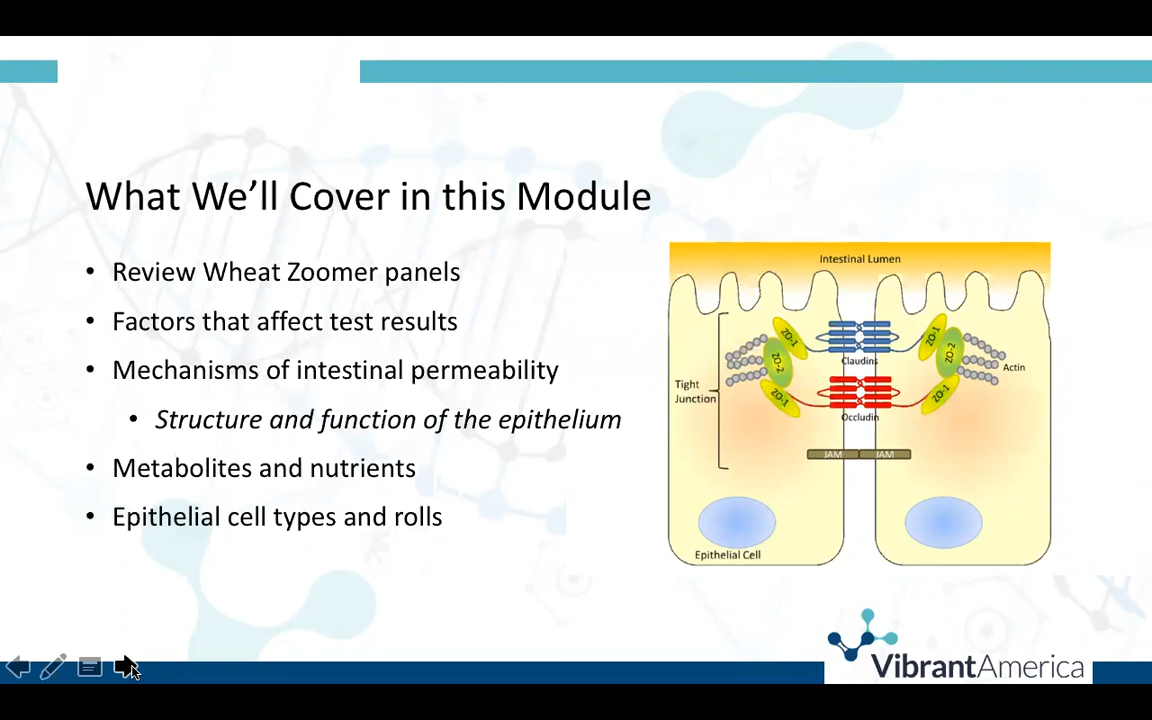 What We'll Cover in this Module
• Review Wheat Zoomer panels
• Factors that affect test results
• Mechanisms of intestinal permeability
• Structure and function of the epithelium
• Metabolites and nutrients
• Epithelial cell types and rolls
Intestinal Lumen
ZO-1
ZO-2
ZO-1
Claudins
ZO-1
ZO-2
ZO-1
Actin
Tight
Junction
Occludin
JAM
JAM
Epithelial Cell
VibrantAmerica